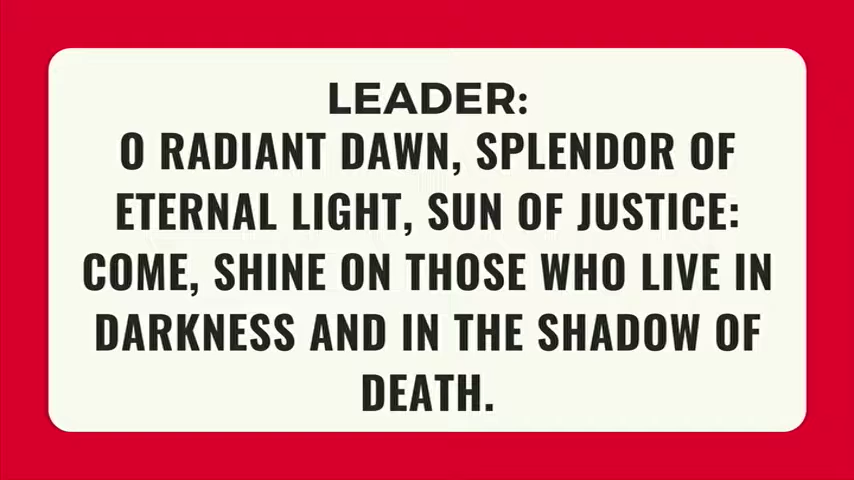 LEADER:
O RADIANT DAWN, SPLENDOR OF
ETERNAL LIGHT, SUN OF JUSTICE:
COME, SHINE ON THOSE WHO LIVE IN
DARKNESS AND IN THE SHADOW OF
DEATH.